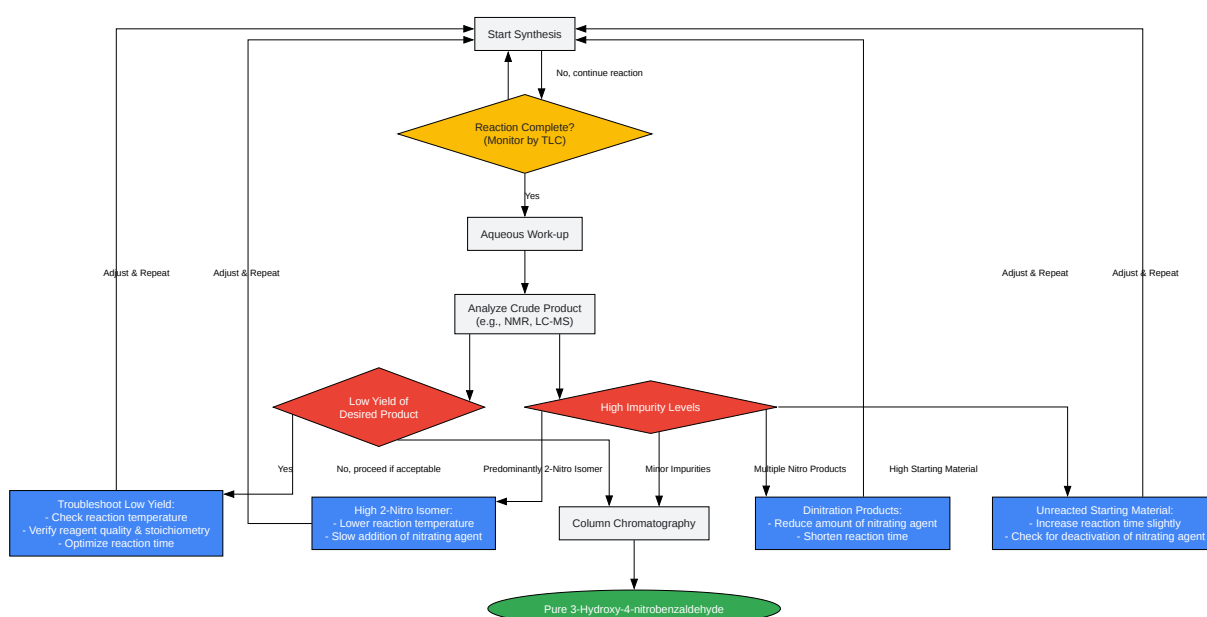 Start Synthesis
No, continue reaction
Reaction Complete?
(Monitor by TLC)
Yes
Aqueous Work-up
Adjust & Repeat
Adjust & Repeat
Adjust & Repeat
Adjust & Repeat
Analyze Crude Product
(e.g., NMR, LC-MS)
Low Yield of
Desired Product
High Impurity Levels
Yes
No, proceed if acceptable
Predominantly 2-Nitro Isomer
Minor Impurities
Multiple Nitro Products
High Starting Material
Troubleshoot Low Yield:
- Check reaction temperature
- Verify reagent quality & stoichiometry
- Optimize reaction time
High 2-Nitro Isomer:
- Lower reaction temperature
- Slow addition of nitrating agent
Column Chromatography
Dinitration Products:
- Reduce amount of nitrating agent
- Shorten reaction time
Unreacted Starting Material:
- Increase reaction time slightly
- Check for deactivation of nitrating agent
Pure 3-Hydroxy-4-nitrobenzaldehyde